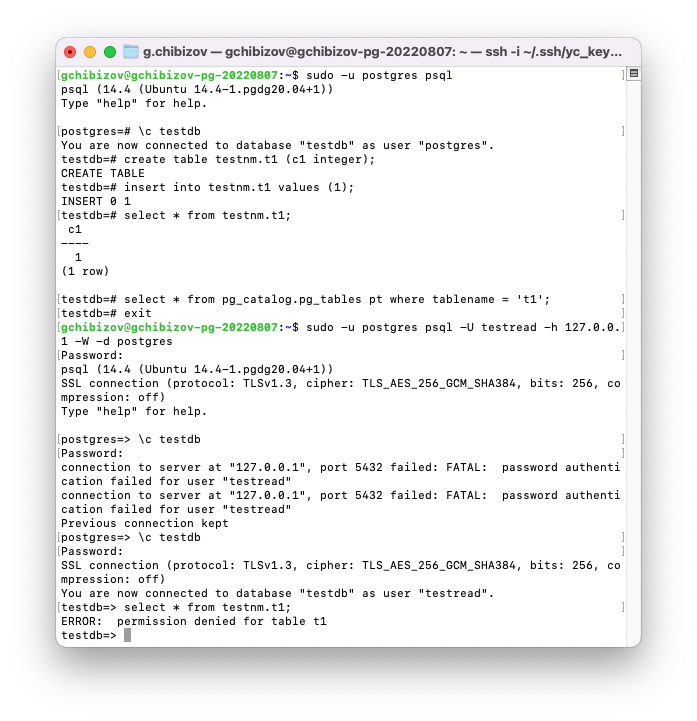 g.chibizov — gchibizov@gchibizov-pg-20220807: ~ — ssh -i ~/.ssh/yc_key...
[gchibizov@gchibizov-pg-20220807:~$ sudo -u postgres psql ]
psql (14.4 (Ubuntu 14.4-1.pgdg20.04+1))
Type "help" for help.
[postgres=# \c testdb ]
You are now connected to database "testdb" as user "postgres".
testdb=# create table testnm.t1 (c1 integer);
CREATE TABLE
testdb=# insert into testnm.t1 values (1);
INSERT 0 1
[testdb=# select * from testnm.t1; ]
c1
----
1
(1 row)
[testdb=# select * from pg_catalog.pg_tables pt where tablename = 't1'; ]
[testdb=# exit ]
[gchibizov@gchibizov-pg-20220807:~$ sudo -u postgres psql -U testread -h 127.0.0.]
1 -W -d postgres
[Password: ]
psql (14.4 (Ubuntu 14.4-1.pgdg20.04+1))
SSL connection (protocol: TLSv1.3, cipher: TLS_AES_256_GCM_SHA384, bits: 256, co
mpression: off)
Type "help" for help.
[postgres=> \c testdb ]
[Password: ]
connection to server at "127.0.0.1", port 5432 failed: FATAL:  password authenti
cation failed for user "testread"
connection to server at "127.0.0.1", port 5432 failed: FATAL:  password authenti
cation failed for user "testread"
Previous connection kept
[postgres=> \c testdb ]
[Password: ]
SSL connection (protocol: TLSv1.3, cipher: TLS_AES_256_GCM_SHA384, bits: 256, co
mpression: off)
You are now connected to database "testdb" as user "testread".
[testdb=> select * from testnm.t1; ]
ERROR:  permission denied for table t1
testdb=>